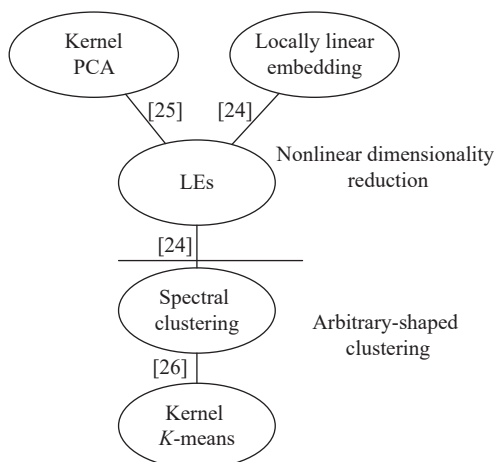 Kernel
PCA
Locally linear
embedding
[25]
[24]
LEs
Nonlinear dimensionality
reduction
[24]
Spectral
clustering
Arbitrary-shaped
clustering
[26]
Kernel
K-means